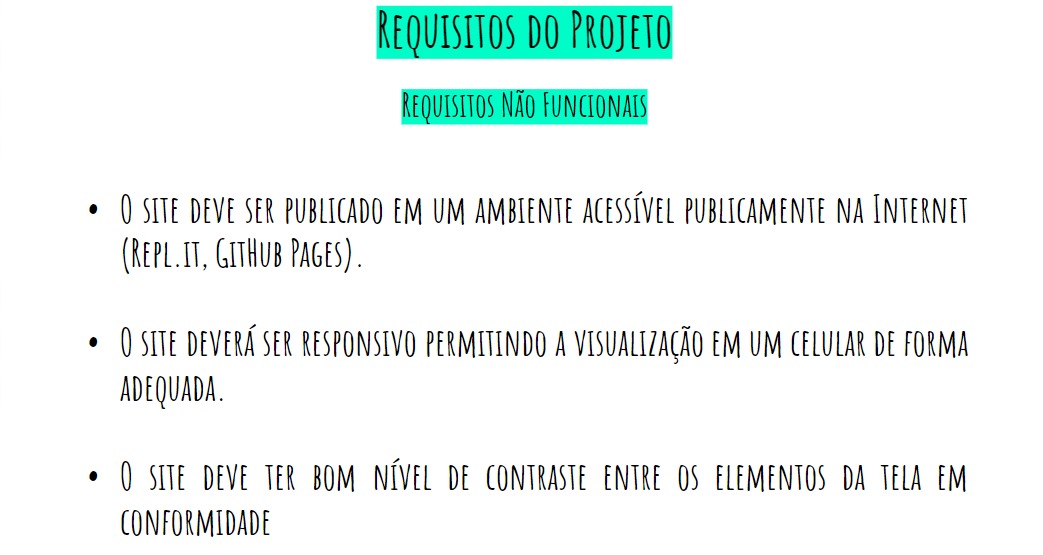 Requisitos do Projeto
Requisitos Não Funcionais
• O site deve ser publicado em um ambiente acessível publicamente na Internet
(Repl.it, GitHub Pages).
• O site deverá ser responsivo permitindo a visualização em um celular de forma
adequada.
• O site deve ter bom nível de contraste entre os elementos da tela em
conformidade